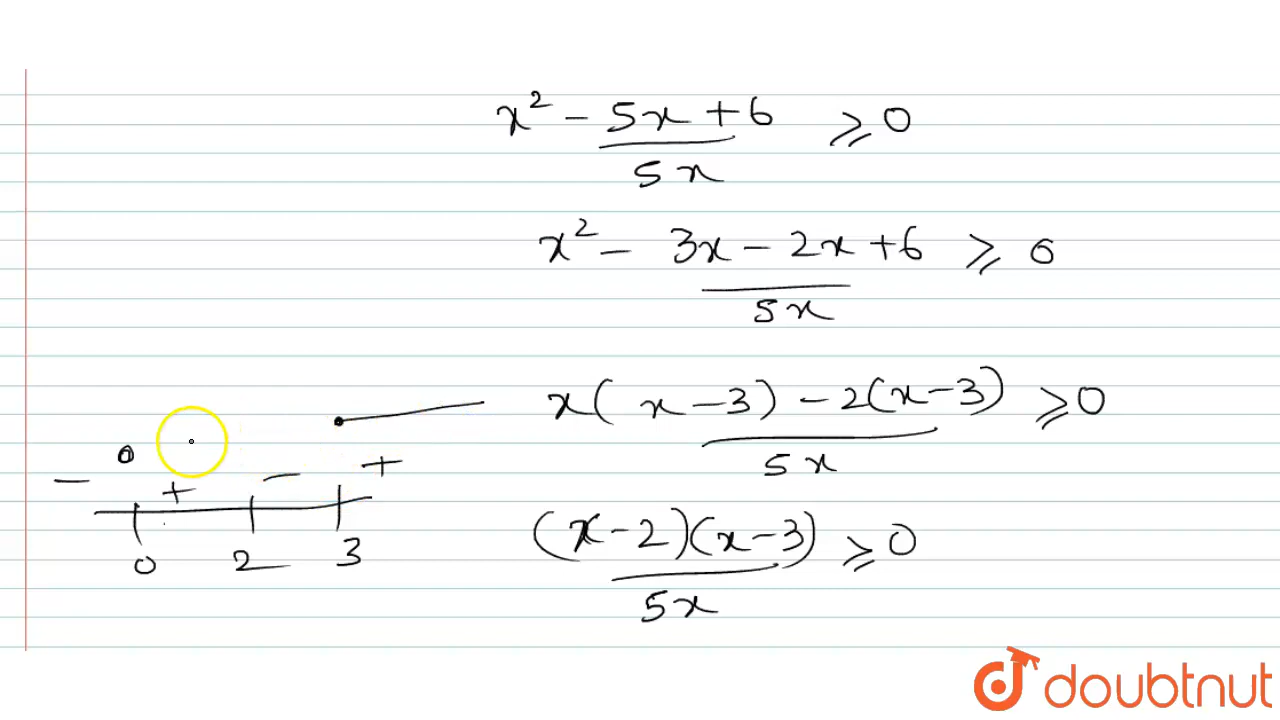 x² - 5x + 6 ⩾ 0
5x
x² - 3x - 2x + 6 ⩾ 0
5x
x(x-3) - 2(x-3) ⩾ 0
5x
- + - +
0 2 3
(x-2)(x-3) ⩾ 0
5x
doubtnut